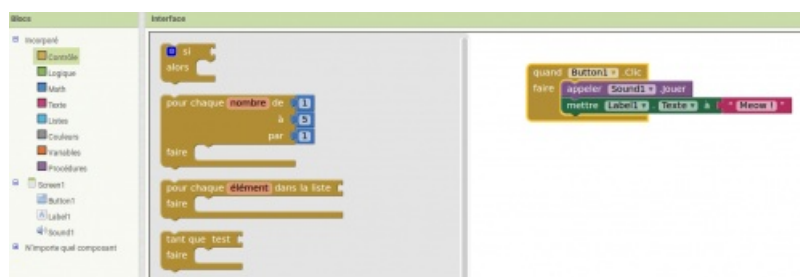 Blocs
Interface
Incorporé
Contrôle
Logique
Math
Texte
Listes
Couleurs
Variables
Procédures
Screen1
Button1
Label1
Sound1
N'importe quel composant
si
alors
pour chaque nombre de 1
à 5
par 1
faire
pour chaque élément dans la liste
faire
tant que test
faire
quand Button1 .Clic
faire appeler Sound1 .Jouer
mettre Label1 . Texte à " Meow ! "